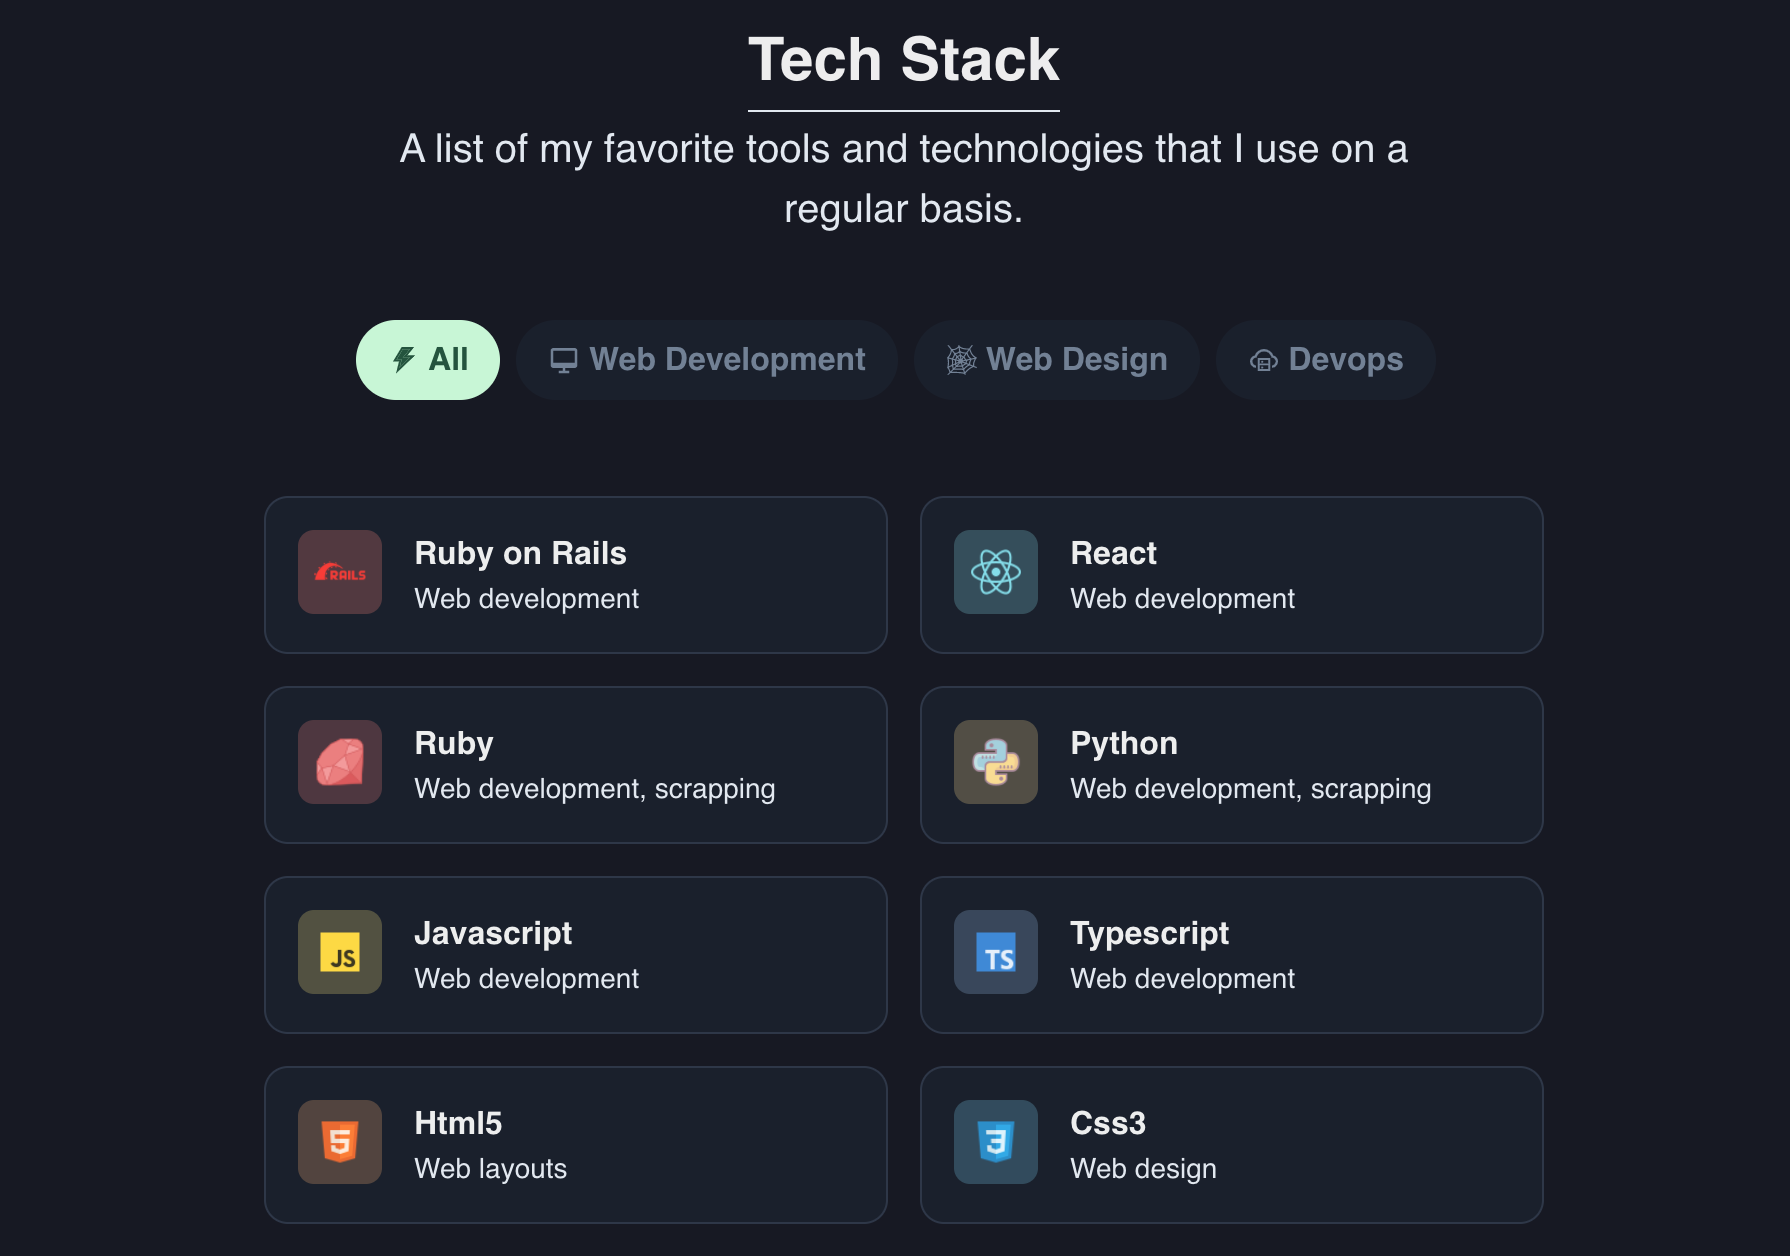 Tech Stack
A list of my favorite tools and technologies that I use on a
regular basis.
All
Web Development
Web Design
Devops
RAILS
Ruby on Rails
Web development
React
Web development
Ruby
Web development, scrapping
Python
Web development, scrapping
JS
Javascript
Web development
TS
Typescript
Web development
5
Html5
Web layouts
3
Css3
Web design